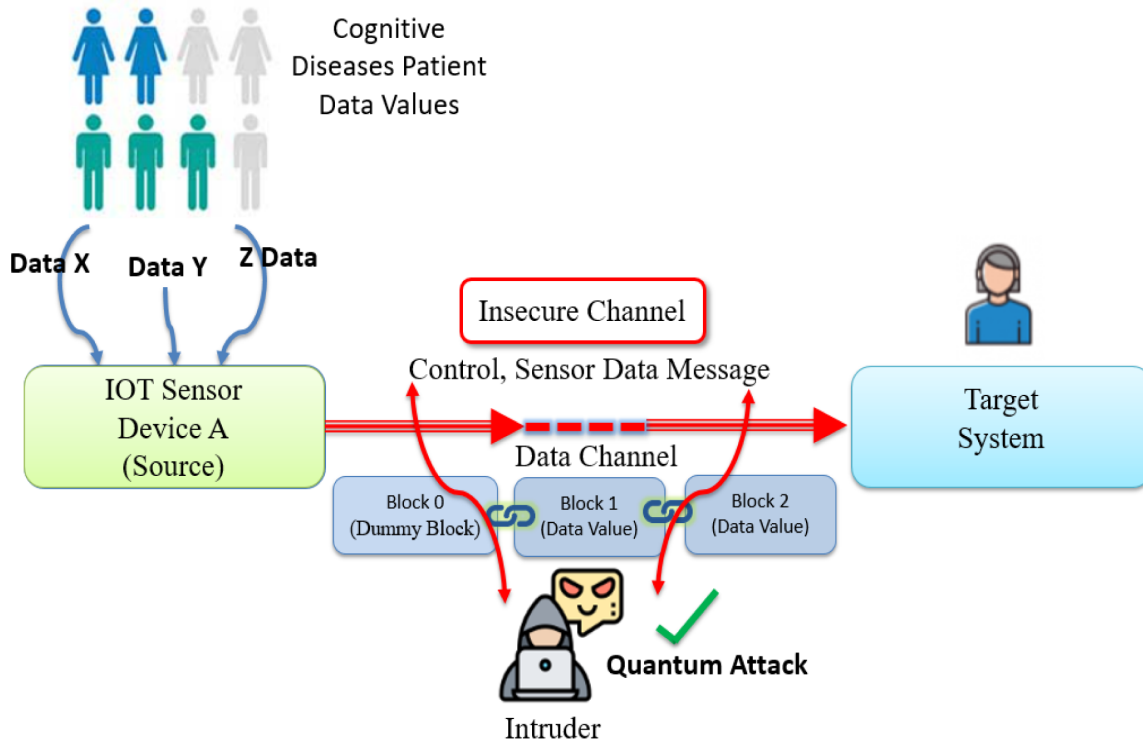 Cognitive
Diseases Patient
Data Values
Data X
Data Y
Z Data
Insecure Channel
Control, Sensor Data Message
IOT Sensor
Device A
(Source)
Target
System
Data Channel
Block 0
(Dummy Block)
Block 1
(Data Value)
Block 2
(Data Value)
Quantum Attack
Intruder